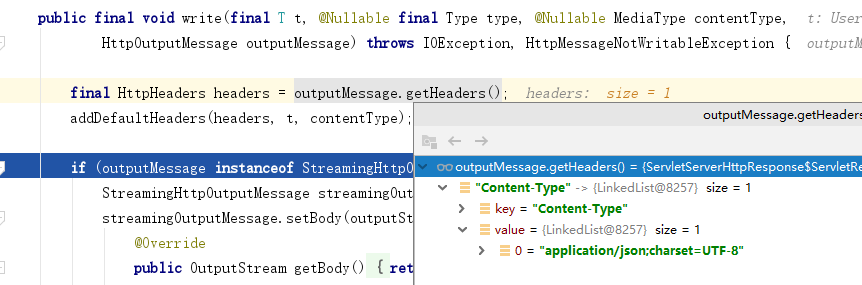 public final void write(final T t, @Nullable final Type type, @Nullable MediaType contentType, t: User
HttpOutputMessage outputMessage) throws IOException, HttpMessageNotWritableException { outputM
final HttpHeaders headers = outputMessage.getHeaders(); headers: size = 1
addDefaultHeaders(headers, t, contentType);
if (outputMessage instanceof StreamingHttpO
StreamingHttpOutputMessage streamingOut
streamingOutputMessage.setBody(outputSt
@Override
public OutputStream getBody() { ret
outputMessage.getHeaders
outputMessage.getHeaders() = {ServletServerHttpResponse$ServletRe
"Content-Type" -> {LinkedList@8257} size = 1
key = "Content-Type"
value = {LinkedList@8257} size = 1
0 = "application/json;charset=UTF-8"